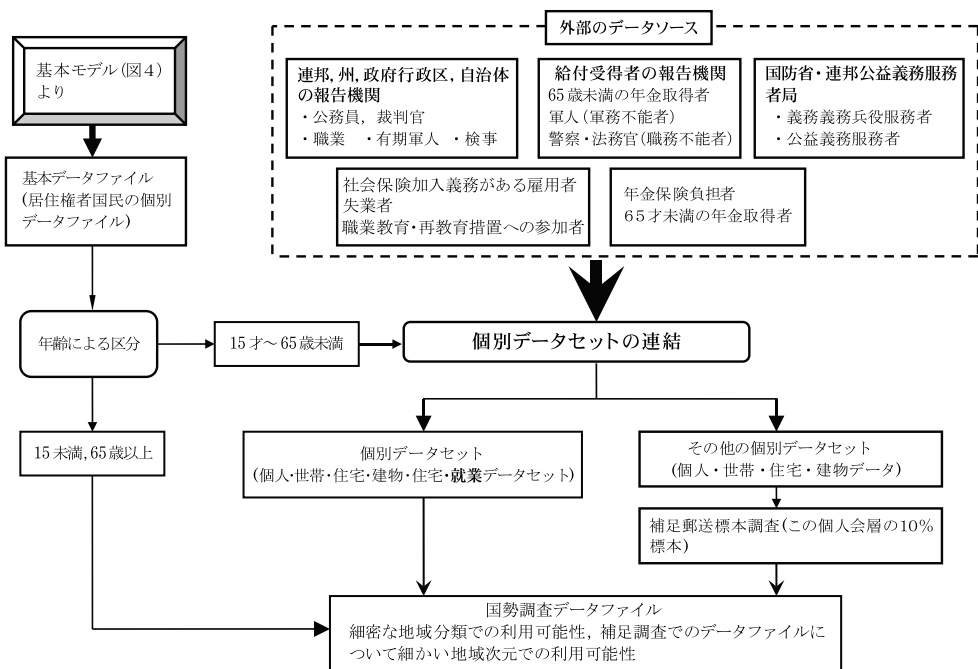 外部のデータソース
基本モデル(図4)
より
連邦, 州, 政府行政区, 自治体
の報告機関
・公務員, 裁判官
・職業 ・有期軍人 ・検事
給付受得者の報告機関
65歳未満の年金取得者
軍人(軍務不能者)
警察・法務官(職務不能者)
国防省・連邦公益義務服務
者局
・義務義務兵役服務者
・公益義務服務者
基本データファイル
(居住権者国民の個別
データファイル)
社会保険加入義務がある雇用者
失業者
職業教育・再教育措置への参加者
年金保険負担者
65才未満の年金取得者
年齢による区分
15才~65歳未満
個別データセットの連結
15未満, 65歳以上
個別データセット
(個人・世帯・住宅・建物・住宅・就業データセット)
その他の個別データセット
(個人・世帯・住宅・建物データ)
補足郵送標本調査(この個人会層の10%
標本)
国勢調査データファイル
細密な地域分類での利用可能性, 補足調査でのデータファイルに
ついて細かい地域次元での利用可能性